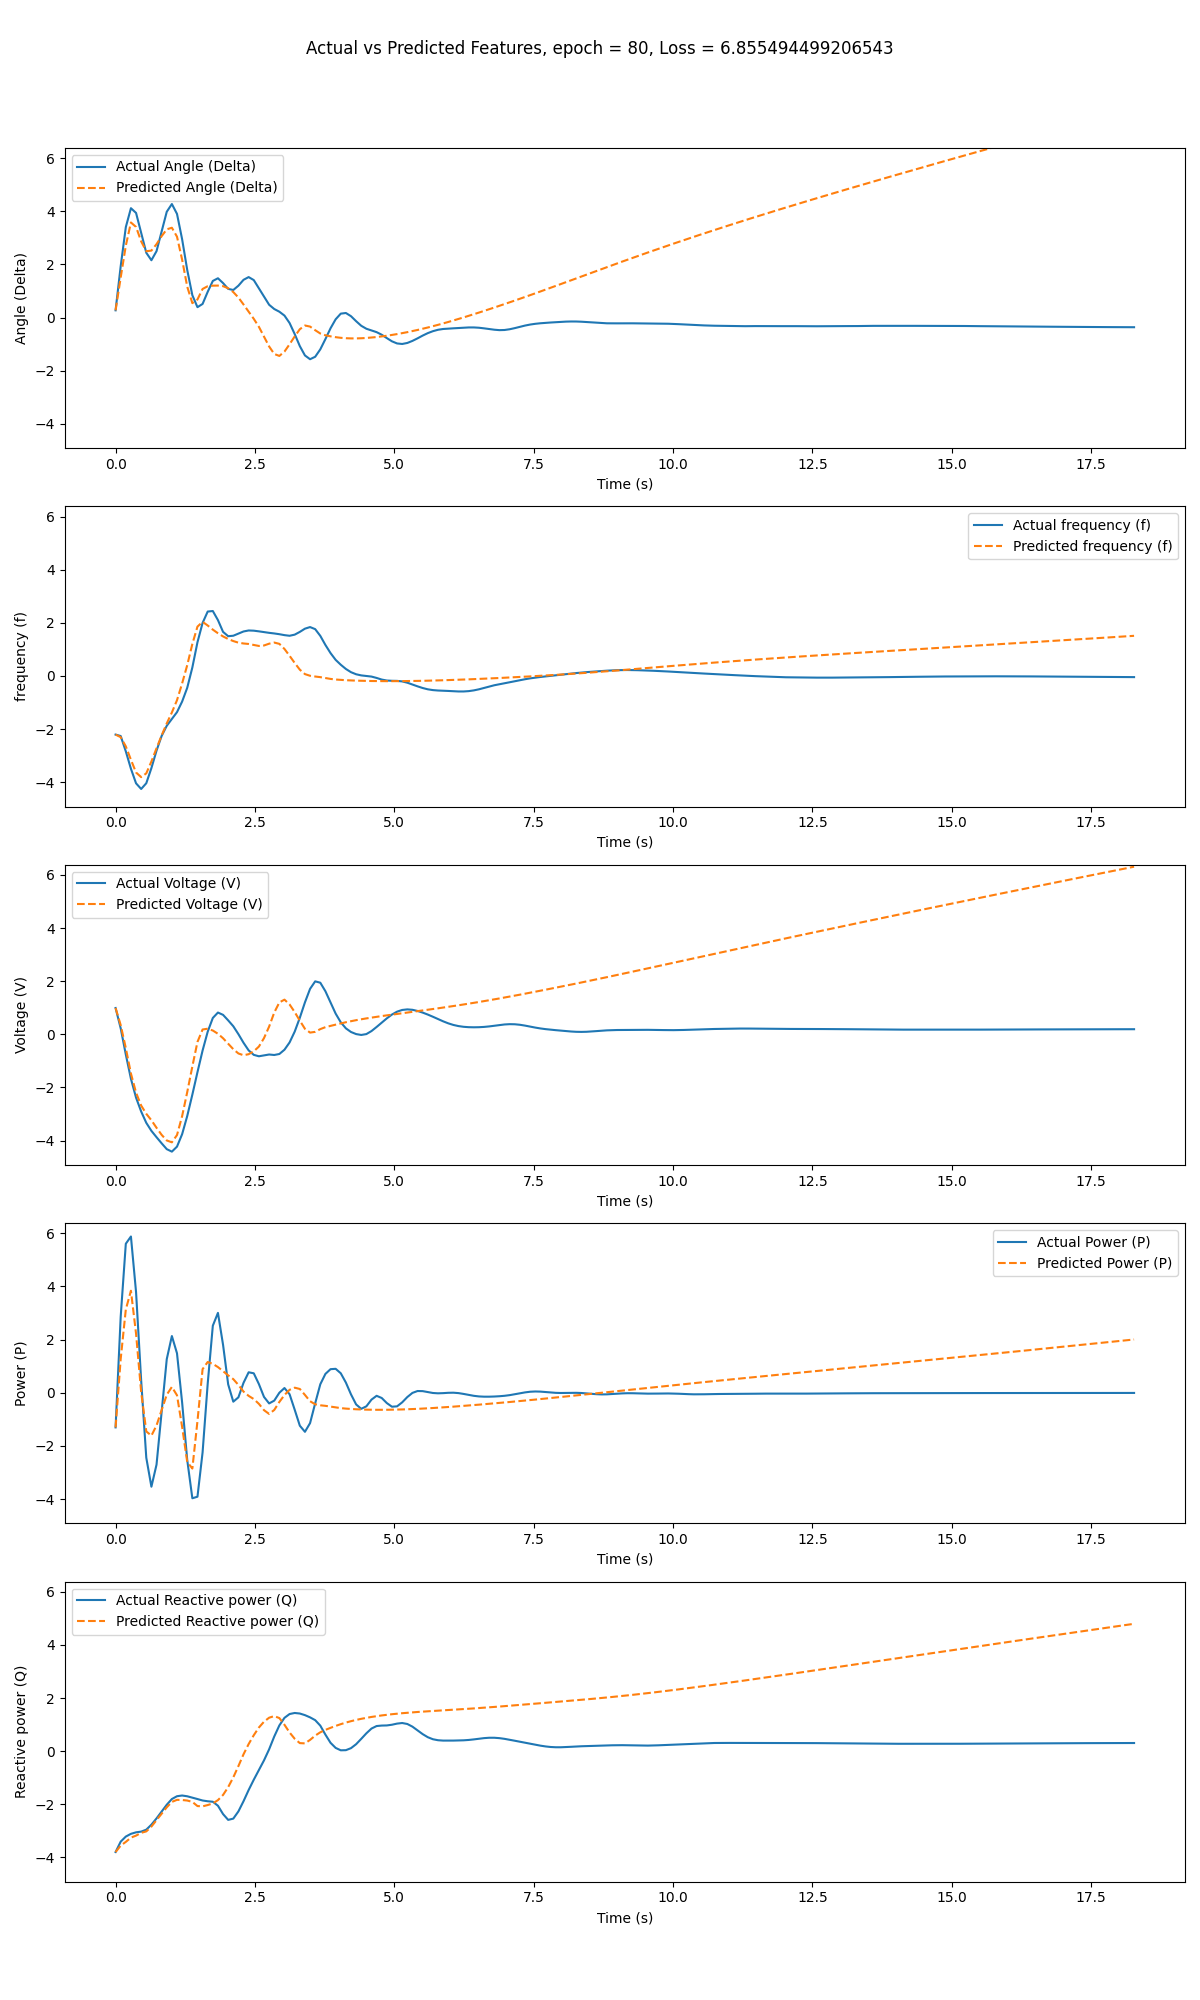 Actual vs Predicted Features, epoch = 80, Loss = 6.855494499206543
Actual Angle (Delta)
Predicted Angle (Delta)
Angle (Delta)
6
4
2
0
−2
−4
0.0 2.5 5.0 7.5 10.0 12.5 15.0 17.5
Time (s)
Actual frequency (f)
Predicted frequency (f)
frequency (f)
6
4
2
0
−2
−4
0.0 2.5 5.0 7.5 10.0 12.5 15.0 17.5
Time (s)
Actual Voltage (V)
Predicted Voltage (V)
Voltage (V)
6
4
2
0
−2
−4
0.0 2.5 5.0 7.5 10.0 12.5 15.0 17.5
Time (s)
Actual Power (P)
Predicted Power (P)
Power (P)
6
4
2
0
−2
−4
0.0 2.5 5.0 7.5 10.0 12.5 15.0 17.5
Time (s)
Actual Reactive power (Q)
Predicted Reactive power (Q)
Reactive power (Q)
6
4
2
0
−2
−4
0.0 2.5 5.0 7.5 10.0 12.5 15.0 17.5
Time (s)